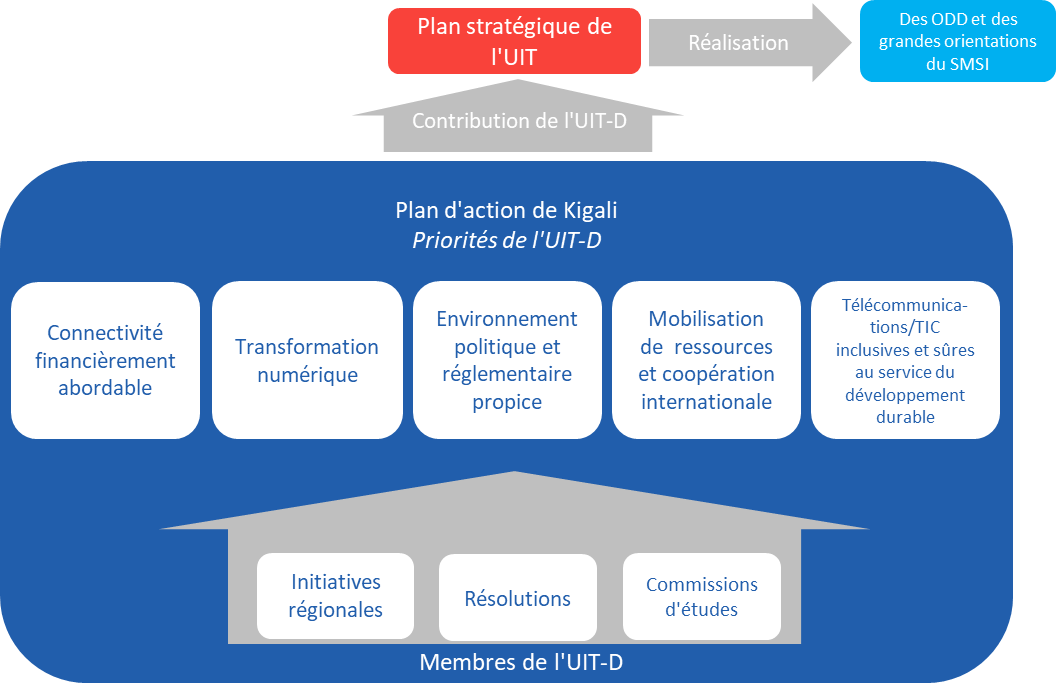 Plan stratégique de
l'UIT
Réalisation
Des ODD et des
grandes orientations
du SMSI
Contribution de l'UIT-D
Plan d'action de Kigali
Priorités de l'UIT-D
Connectivité
financièrement
abordable
Transformation
numérique
Environnement
politique et
réglementaire
propice
Mobilisation
de ressources
et coopération
internationale
Télécommunica-
tions/TIC
inclusives et sûres
au service du
développement
durable
Initiatives
régionales
Résolutions
Commissions
d'études
Membres de l'UIT-D